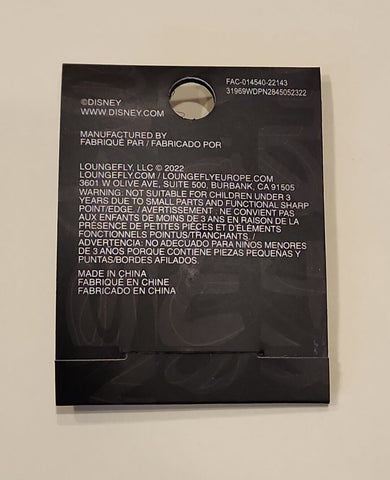 FAC-014540-22143
31969WDPN2845052322
©DISNEY
WWW.DISNEY.COM
MANUFACTURED BY
FABRIQUÉ PAR / FABRICADO POR
LOUNGEFLY, LLC © 2022
LOUNGEFLY.COM / LOUNGEFLYEUROPE.COM
3601 W OLIVE AVE, SUITE 500, BURBANK, CA 91505
WARNING: NOT SUITABLE FOR CHILDREN UNDER 3
YEARS DUE TO SMALL PARTS AND FUNCTIONAL SHARP
POINT/EDGE. / AVERTISSEMENT : NE CONVIENT PAS
AUX ENFANTS DE MOINS DE 3 ANS EN RAISON DE LA
PRÉSENCE DE PETITES PIÈCES ET D'ÉLÉMENTS
FONCTIONNELS POINTUS/TRANCHANTS. /
ADVERTENCIA: NO ADECUADO PARA NIÑOS MENORES
DE 3 AÑOS PORQUE CONTIENE PIEZAS PEQUEÑAS Y
PUNTAS/BORDES AFILADOS.
MADE IN CHINA
FABRIQUÉ EN CHINE
FABRICADO EN CHINA